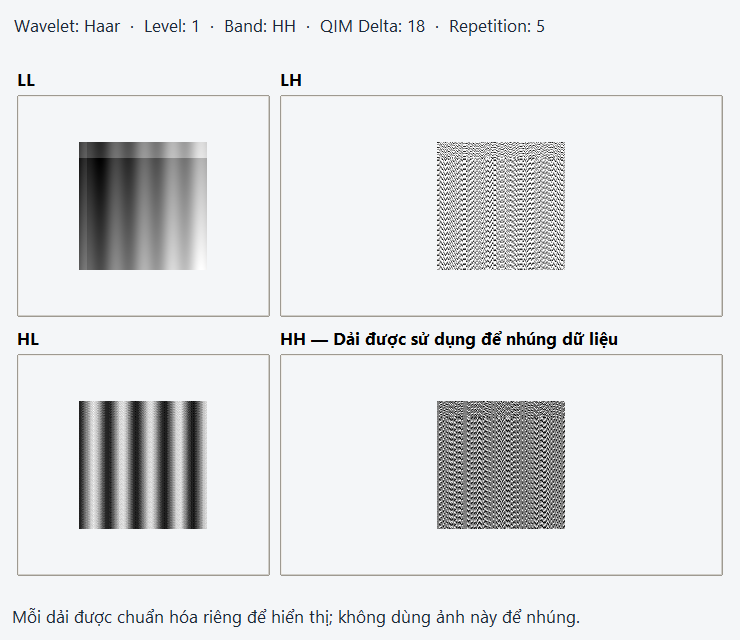 Wavelet: Haar · Level: 1 · Band: HH · QIM Delta: 18 · Repetition: 5
LL
LH
HL
HH — Dải được sử dụng để nhúng dữ liệu
Mỗi dải được chuẩn hóa riêng để hiển thị; không dùng ảnh này để nhúng.